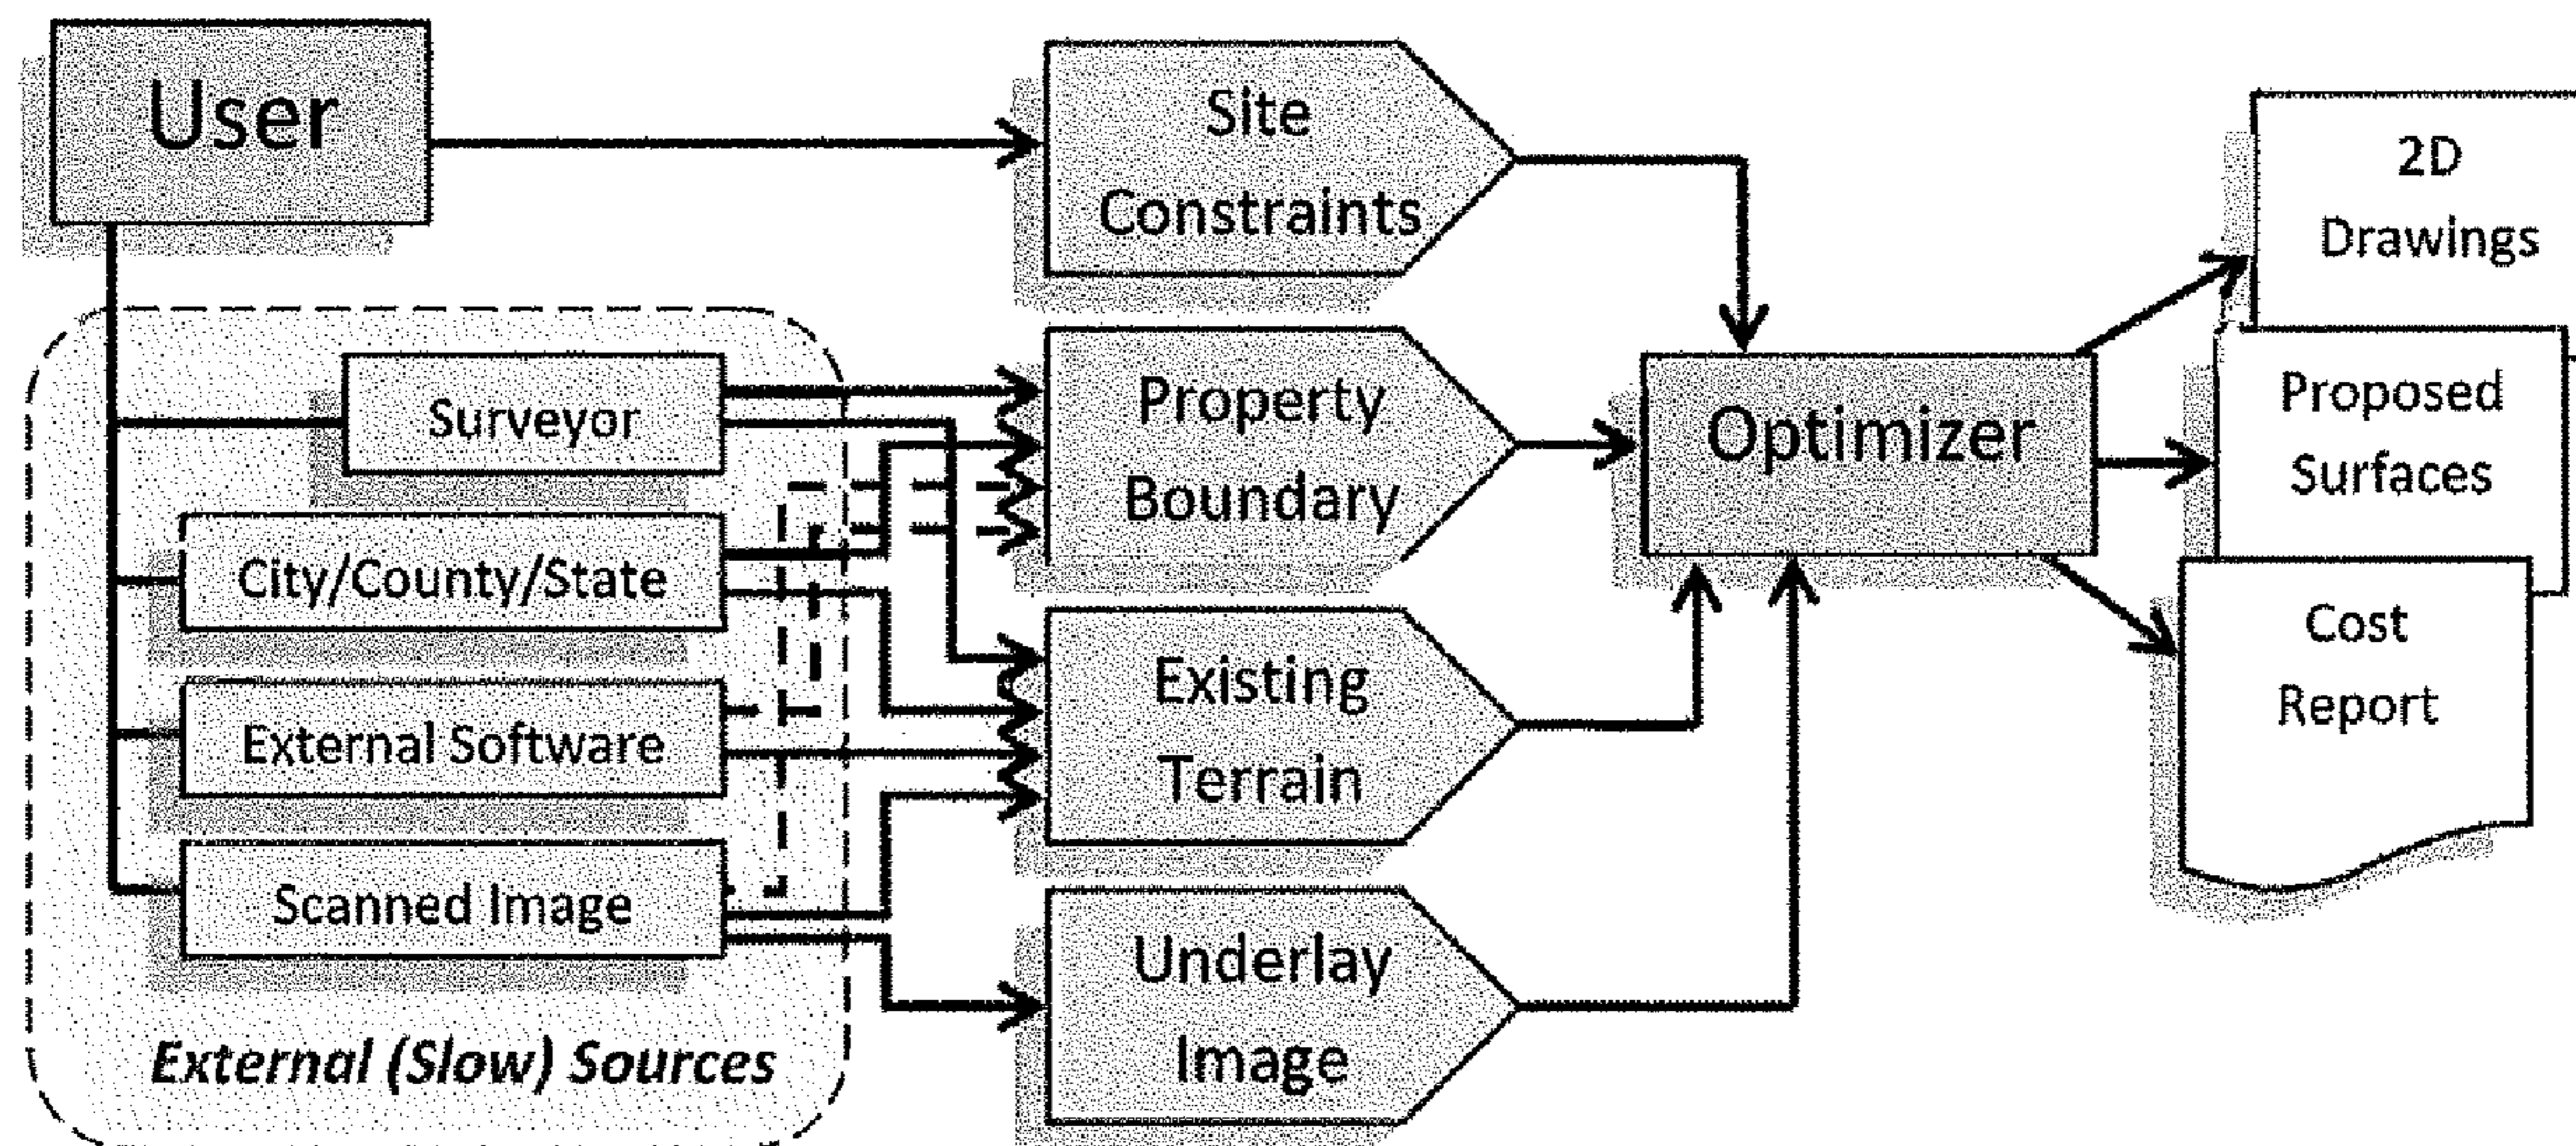 User
Site
Constraints
2D
Drawings
Surveyor
Property
Boundary
Optimizer
Proposed
Surfaces
City/County/State
External Software
Existing
Terrain
Cost
Report
Scanned Image
Underlay
Image
External (Slow) Sources